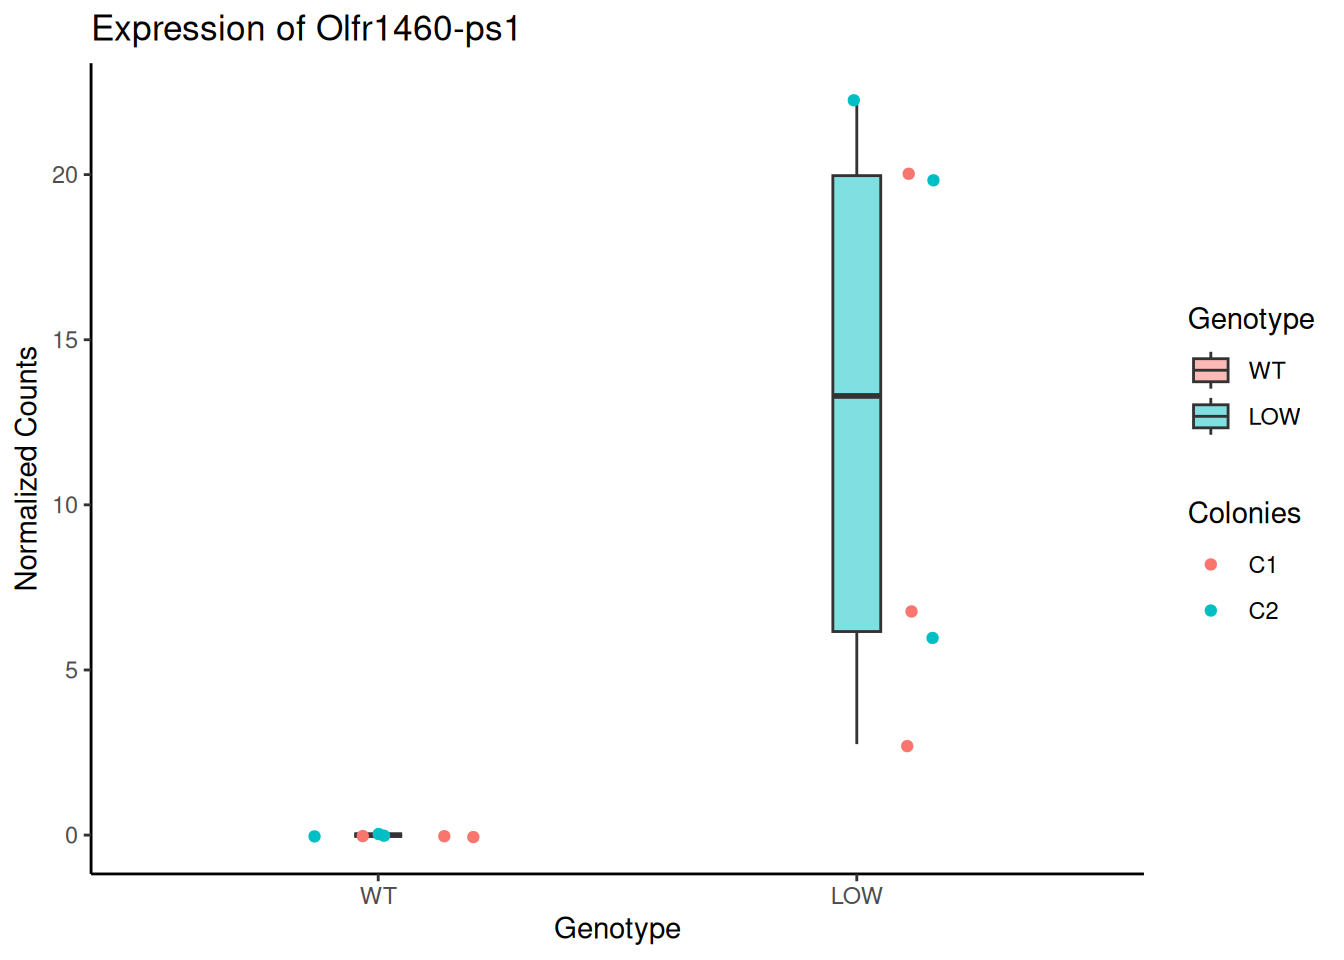 Expression of Olfr1460-ps1
Normalized Counts
20
15
10
5
0
WT
LOW
Genotype
Genotype
WT
LOW
Colonies
C1
C2